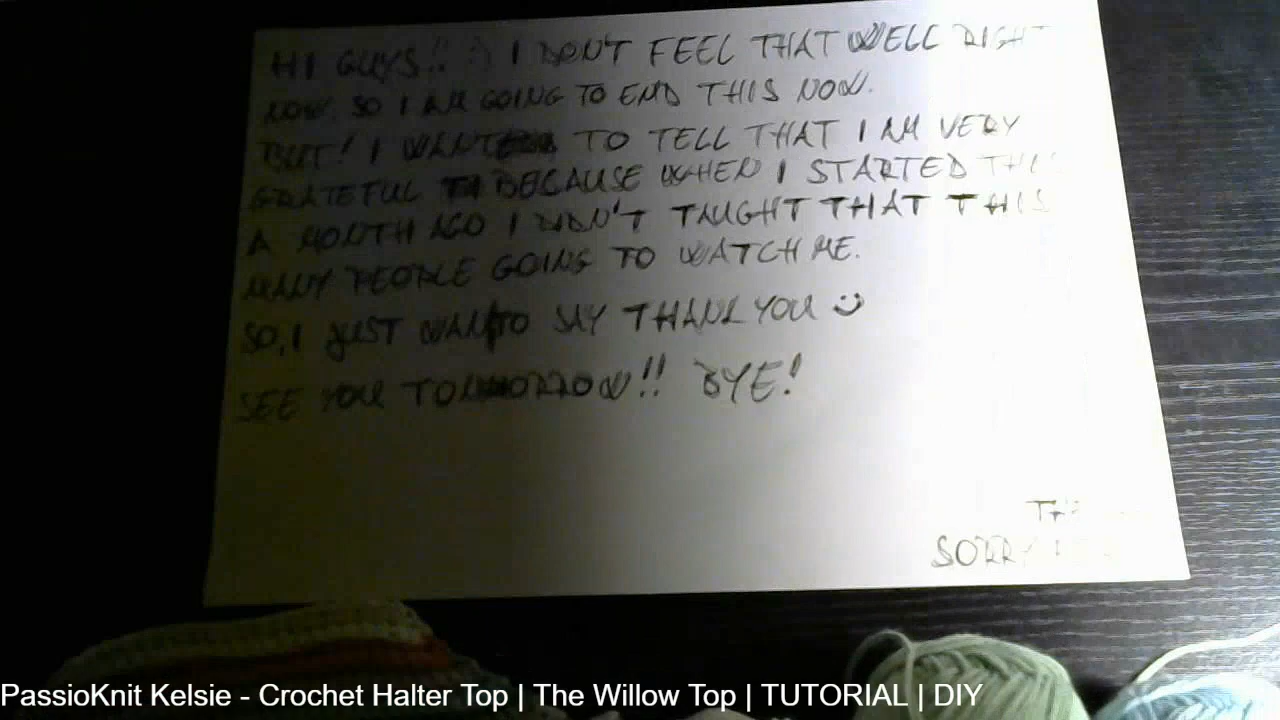 HI GUYS!! :) I DON'T FEEL THAT WELL RIGHT
NOW. SO I AM GOING TO END THIS NOW.
BUT! I WANT TO TELL THAT I AM VERY
GRATEFUL BECAUSE WHEN I STARTED THIS
A MONTH AGO I DIDN'T TAUGHT THAT THIS
MANY PEOPLE GOING TO WATCH ME.
SO, I JUST WANT TO SAY THANK YOU :)
SEE YOU TOMORROW!! BYE!
SORRY
PassioKnit Kelsie - Crochet Halter Top | The Willow Top | TUTORIAL | DIY